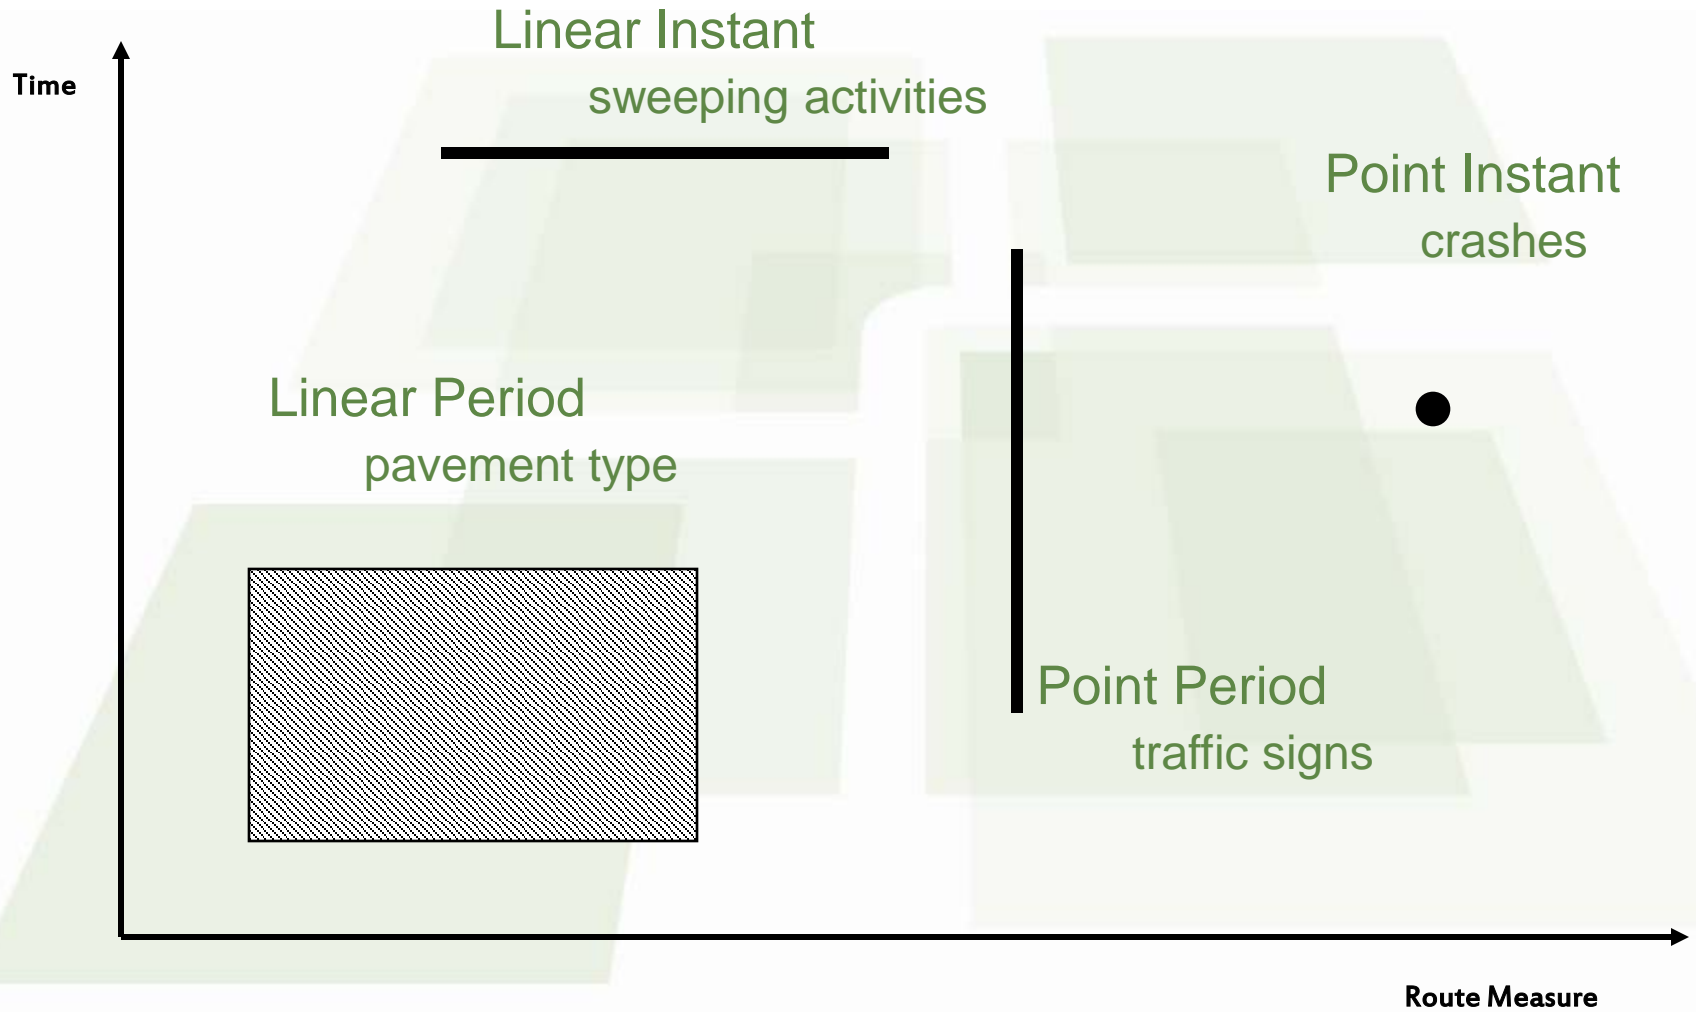 Linear Instant
sweeping activities
Time
Point Instant
crashes
Linear Period
pavement type
Point Period
traffic signs
Route Measure